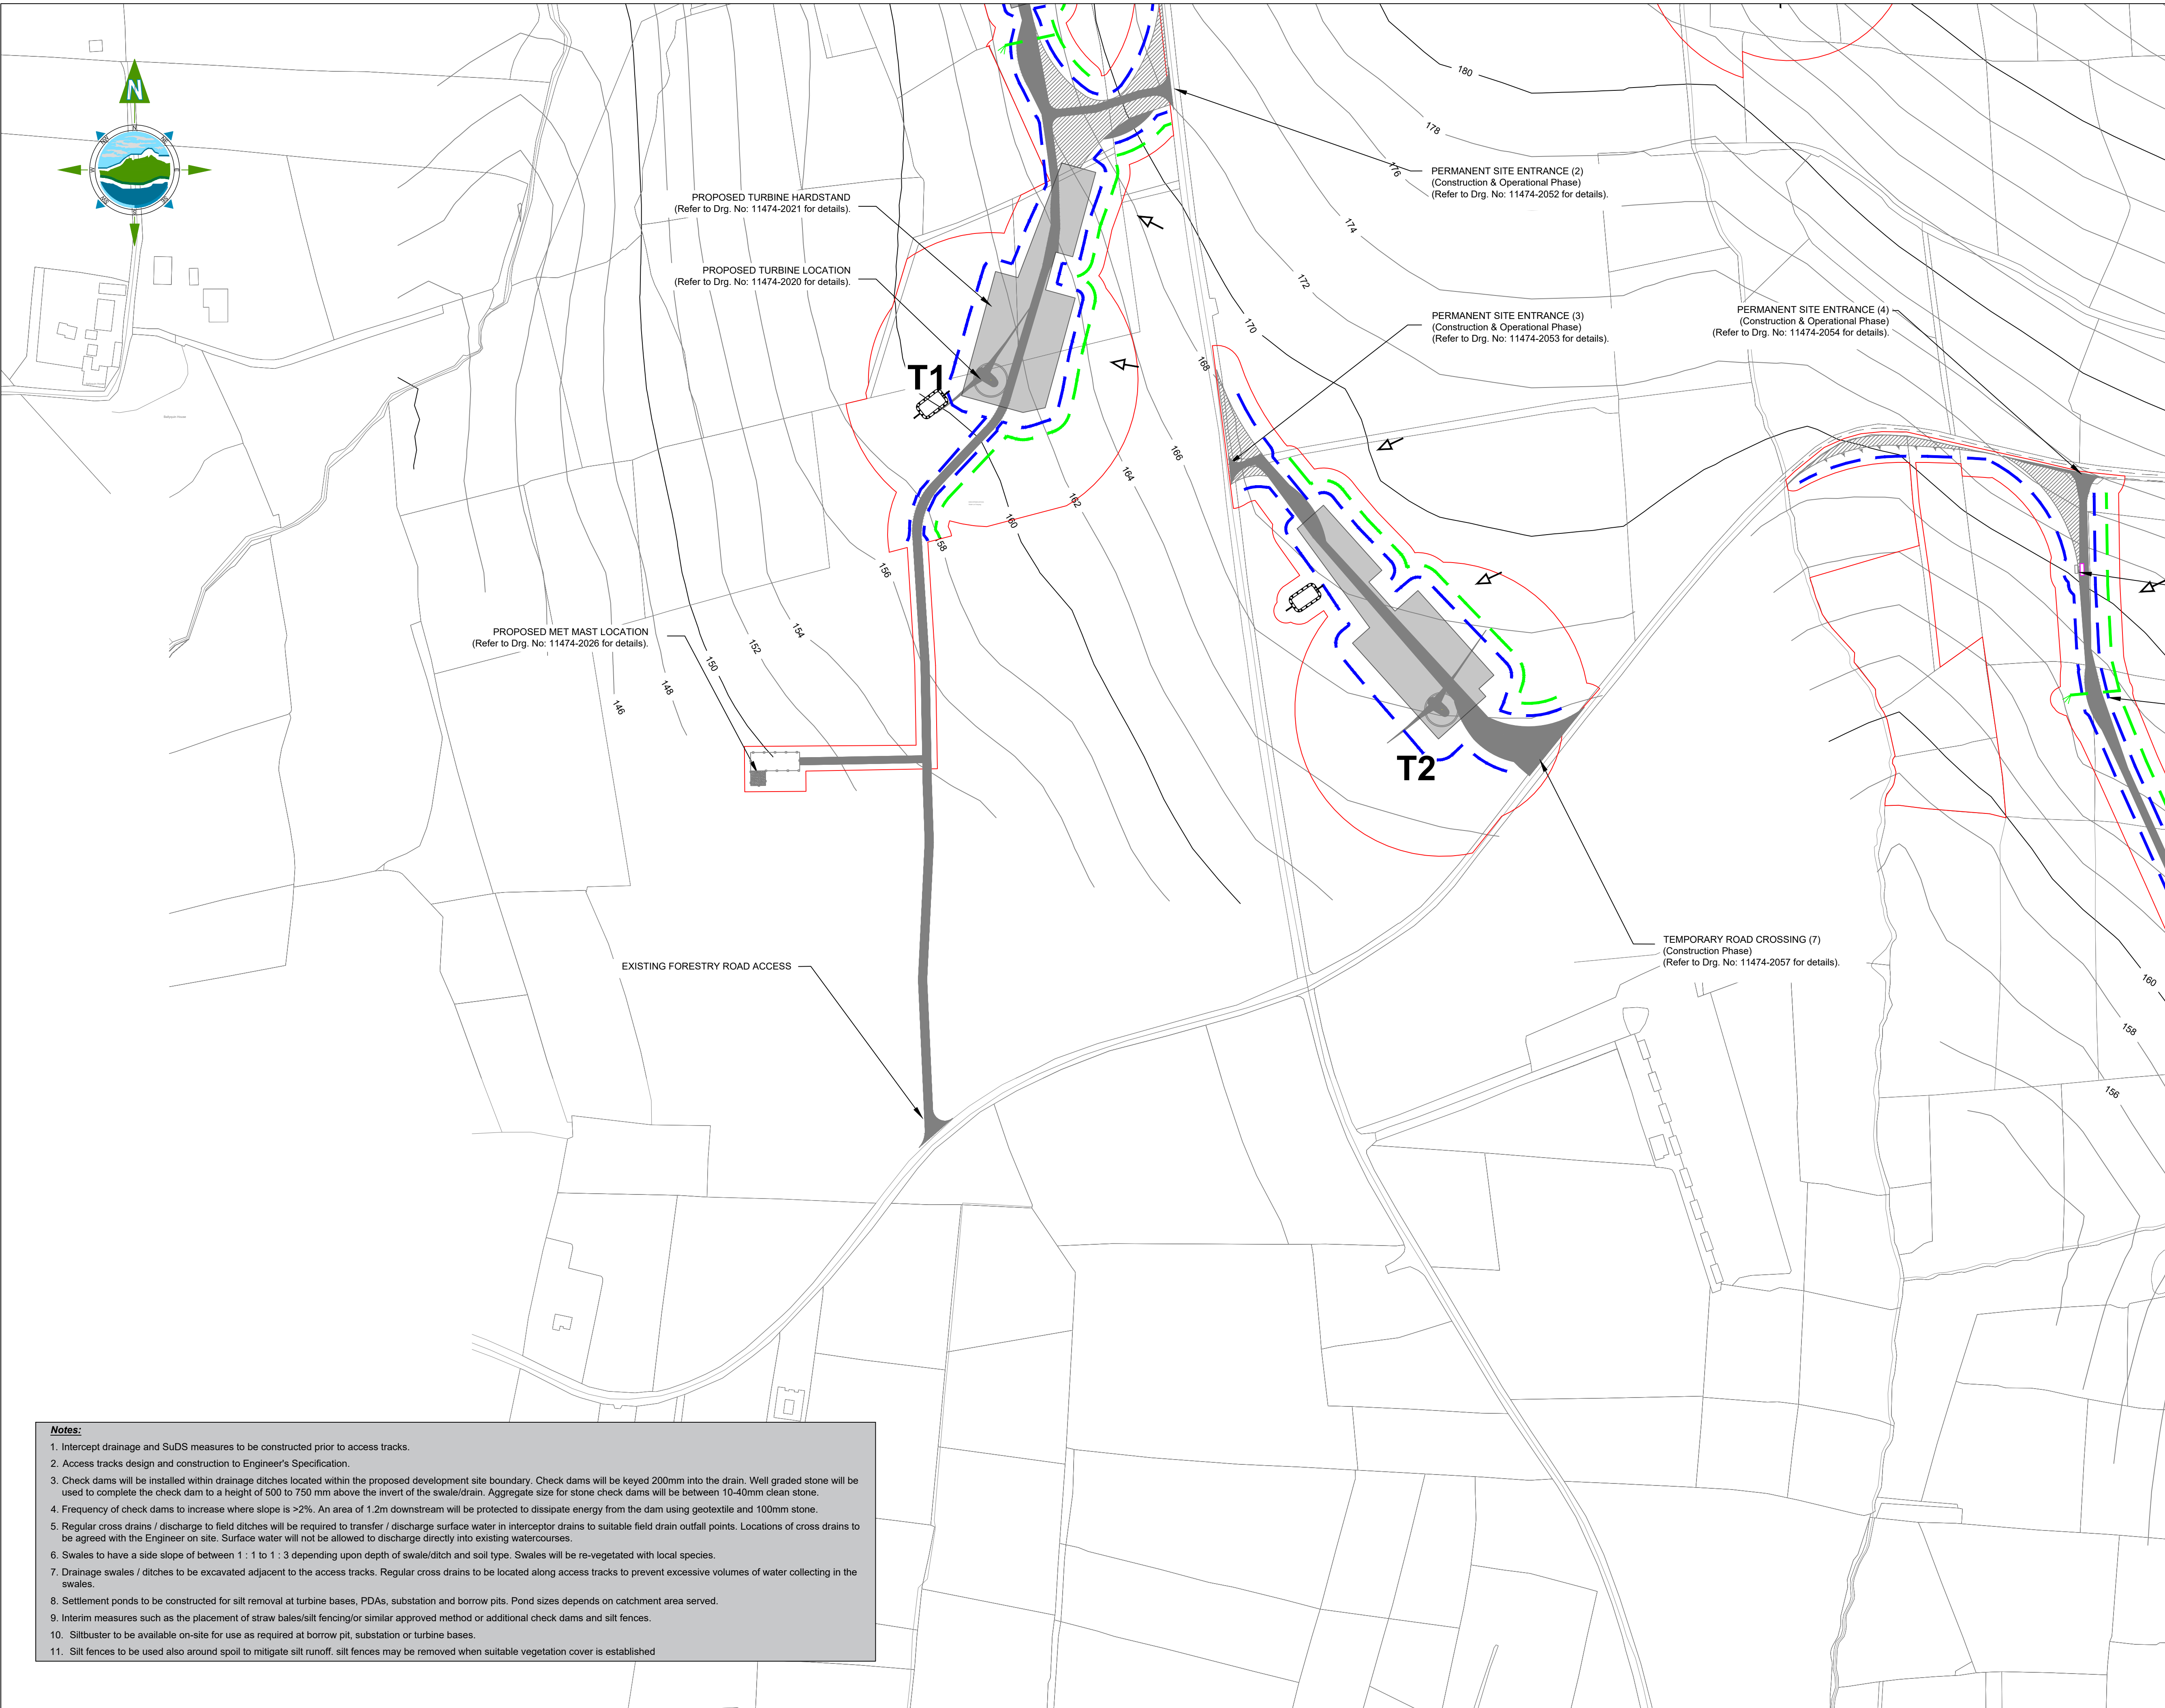 N
180
178
176
174
172
170
168
166
164
162
160
58
156
154
152
150
148
146
PERMANENT SITE ENTRANCE (2)
(Construction & Operational Phase)
(Refer to Drg. No: 11474-2052 for details).
PROPOSED TURBINE HARDSTAND
(Refer to Drg. No: 11474-2021 for details).
PROPOSED TURBINE LOCATION
(Refer to Drg. No: 11474-2020 for details).
PERMANENT SITE ENTRANCE (3)
(Construction & Operational Phase)
(Refer to Drg. No: 11474-2053 for details).
PERMANENT SITE ENTRANCE (4)
(Construction & Operational Phase)
(Refer to Drg. No: 11474-2054 for details).
T1
PROPOSED MET MAST LOCATION
(Refer to Drg. No: 11474-2026 for details).
T2
TEMPORARY ROAD CROSSING (7)
(Construction Phase)
(Refer to Drg. No: 11474-2057 for details).
EXISTING FORESTRY ROAD ACCESS
160
158
156
Notes:
1. Intercept drainage and SuDS measures to be constructed prior to access tracks.
2. Access tracks design and construction to Engineer's Specification.
3. Check dams will be installed within drainage ditches located within the proposed development site boundary. Check dams will be keyed 200mm into the drain. Well graded stone will be
used to complete the check dam to a height of 500 to 750 mm above the invert of the swale/drain. Aggregate size for stone check dams will be between 10-40mm clean stone.
4. Frequency of check dams to increase where slope is >2%. An area of 1.2m downstream will be protected to dissipate energy from the dam using geotextile and 100mm stone.
5. Regular cross drains / discharge to field ditches will be required to transfer / discharge surface water in interceptor drains to suitable field drain outfall points. Locations of cross drains to
be agreed with the Engineer on site. Surface water will not be allowed to discharge directly into existing watercourses.
6. Swales to have a side slope of between 1 : 1 to 1 : 3 depending upon depth of swale/ditch and soil type. Swales will be re-vegetated with local species.
7. Drainage swales / ditches to be excavated adjacent to the access tracks. Regular cross drains to be located along access tracks to prevent excessive volumes of water collecting in the
swales.
8. Settlement ponds to be constructed for silt removal at turbine bases, PDAs, substation and borrow pits. Pond sizes depends on catchment area served.
9. Interim measures such as the placement of straw bales/silt fencing/or similar approved method or additional check dams and silt fences.
10. Siltbuster to be available on-site for use as required at borrow pit, substation or turbine bases.
11. Silt fences to be used also around spoil to mitigate silt runoff. silt fences may be removed when suitable vegetation cover is established